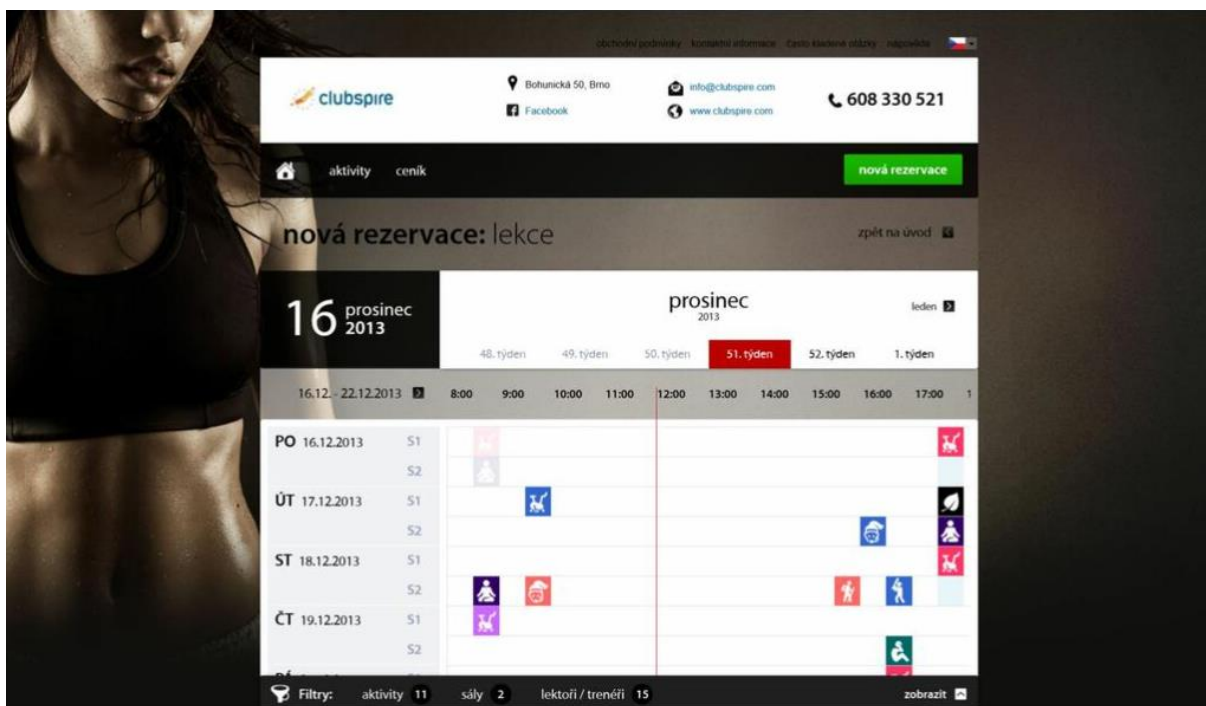 obchodní podmínky kontaktní informace často kladené otázky nápověda
clubspire
Bohunická 50, Brno
Facebook
info@clubspire.com
www.clubspire.com
608 330 521
aktivity ceník
nová rezervace
nová rezervace: lekce
zpět na úvod
16 prosinec 2013
prosinec
2013
leden
48. týden 49. týden 50. týden 51. týden 52. týden 1. týden
16.12. - 22.12.2013 8:00 9:00 10:00 11:00 12:00 13:00 14:00 15:00 16:00 17:00 1
PO 16.12.2013 S1
S2
ÚT 17.12.2013 S1
S2
ST 18.12.2013 S1
S2
ČT 19.12.2013 S1
S2
Filtry: aktivity 11 sály 2 lektoři / trenéři 15 zobrazit